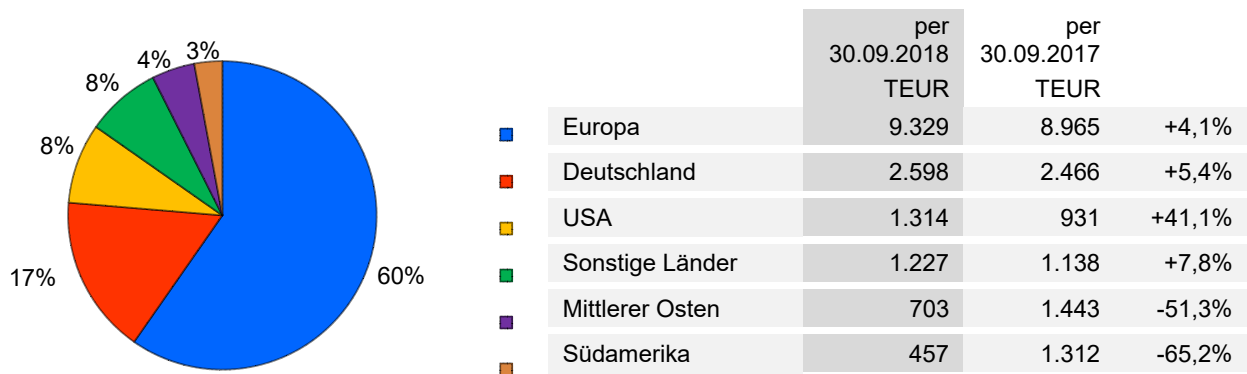 3%
4%
8%
8%
17%
60%
per per
30.09.2018 30.09.2017
TEUR TEUR
Europa 9.329 8.965 +4,1%
Deutschland 2.598 2.466 +5,4%
USA 1.314 931 +41,1%
Sonstige Länder 1.227 1.138 +7,8%
Mittlerer Osten 703 1.443 -51,3%
Südamerika 457 1.312 -65,2%